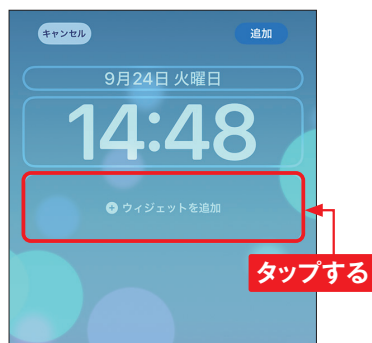 キャンセル
追加
9月24日 火曜日
14:48
ウィジェットを追加
タップする